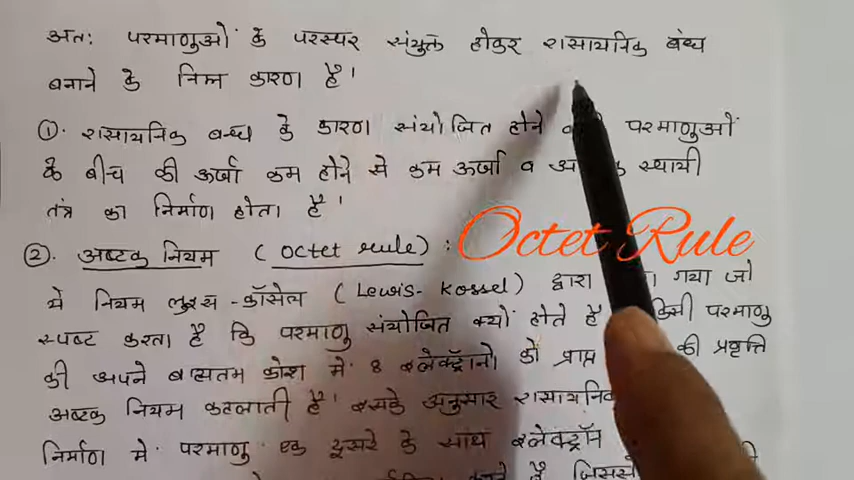 अतः परमाणुओं के परस्पर संयुक्त होकर रासायनिक बंध
बनाने के निम्न कारण है।
①. रासायनिक बन्ध के कारण संयोजित होने परमाणुओं
के बीच की ऊर्जा कम होने से कम ऊर्जा व स्थायी
तंत्र का निर्माण होता है।
②. अष्टक नियम (octet rule) :
Octet Rule
ये नियम लुइस - कॉसेल (Lewis- Kossel) द्वारा गया जो
स्पष्ट करता है कि परमाणु संयोजित क्यों होते है किसी परमाणु
की अपने बाह्यतम कोश में 8 इलेक्ट्रॉनो को प्राप्त की प्रवृत्ति
अष्टक नियम कहलाती है। इसके अनुसार
निर्माण में परमाणु एक दूसरे के साथ इलेक्ट्रॉन
है, जिससे